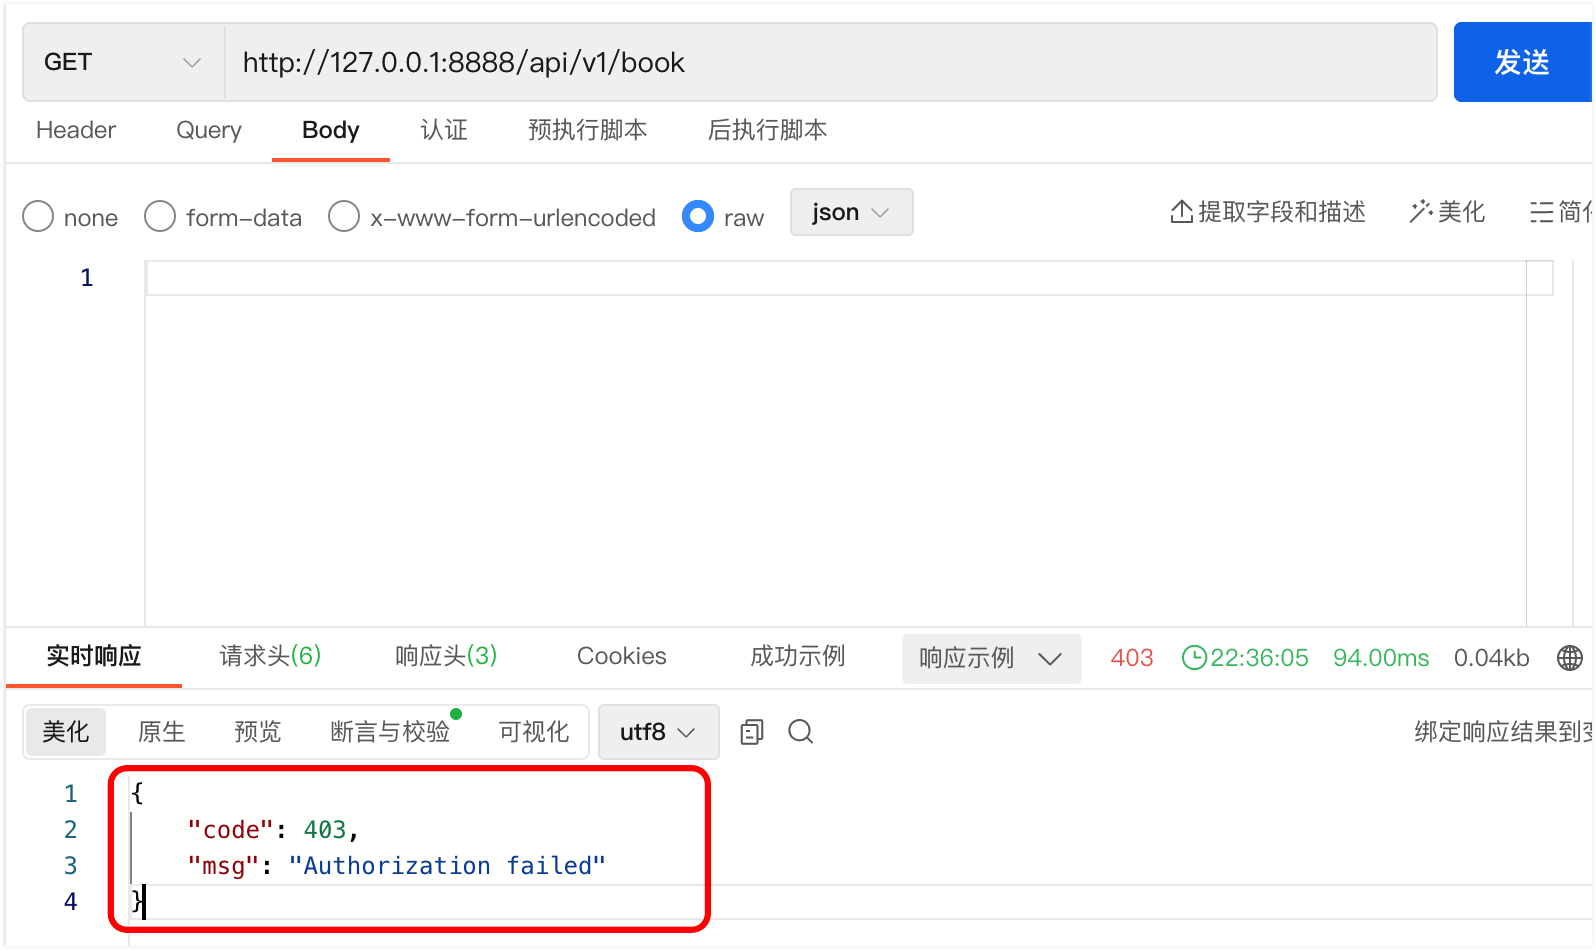 GET http://127.0.0.1:8888/api/v1/book 发送
Header Query Body 认证 预执行脚本 后执行脚本
none form-data x-www-form-urlencoded raw json 提取字段和描述 美化 简
1
实时响应 请求头(6) 响应头(3) Cookies 成功示例 响应示例 403 22:36:05 94.00ms 0.04kb
美化 原生 预览 断言与校验 可视化 utf8 绑定响应结果到
1 {
2 "code": 403,
3 "msg": "Authorization failed"
4 }